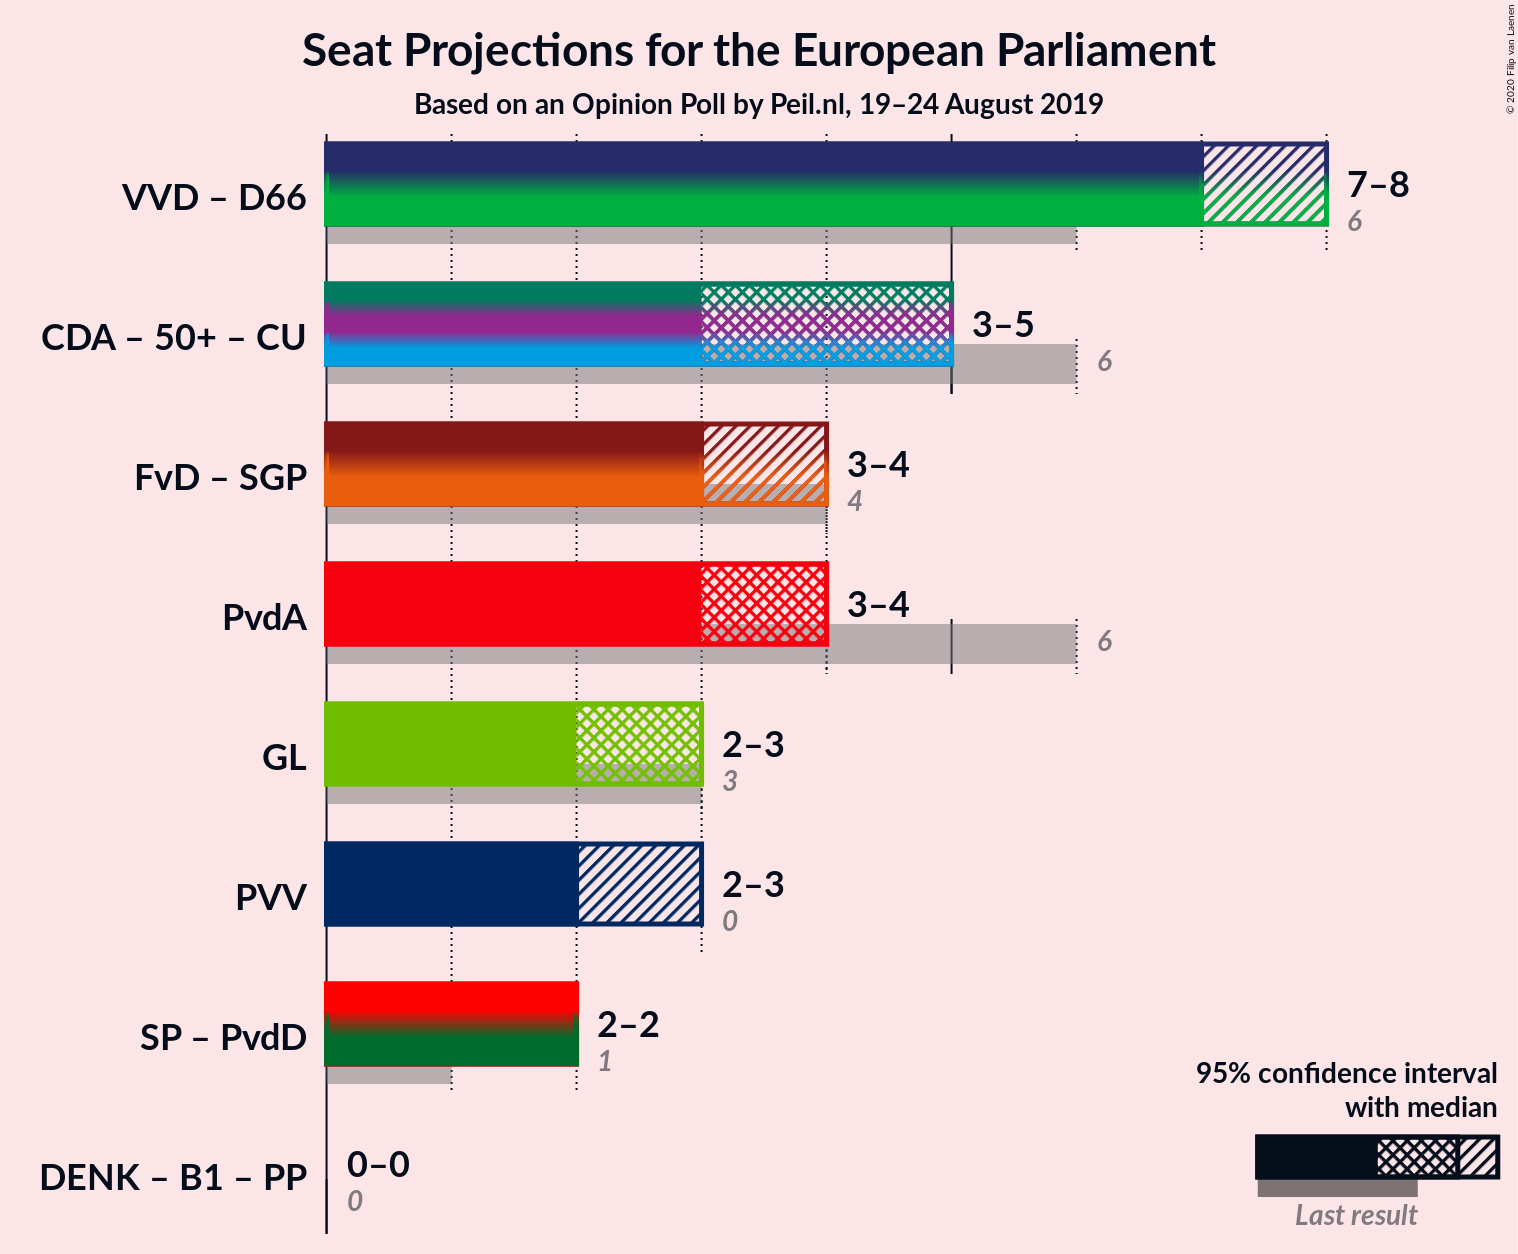 Seat Projections for the European Parliament
Based on an Opinion Poll by Peil.nl, 19–24 August 2019
© 2020 Filip van Laenen
VVD – D66
7–8
6
CDA – 50+ – CU
3–5
6
FvD – SGP
3–4
4
PvdA
3–4
6
GL
2–3
3
PVV
2–3
0
SP – PvdD
2–2
1
DENK – B1 – PP
0–0
0
95% confidence interval
with median
Last result